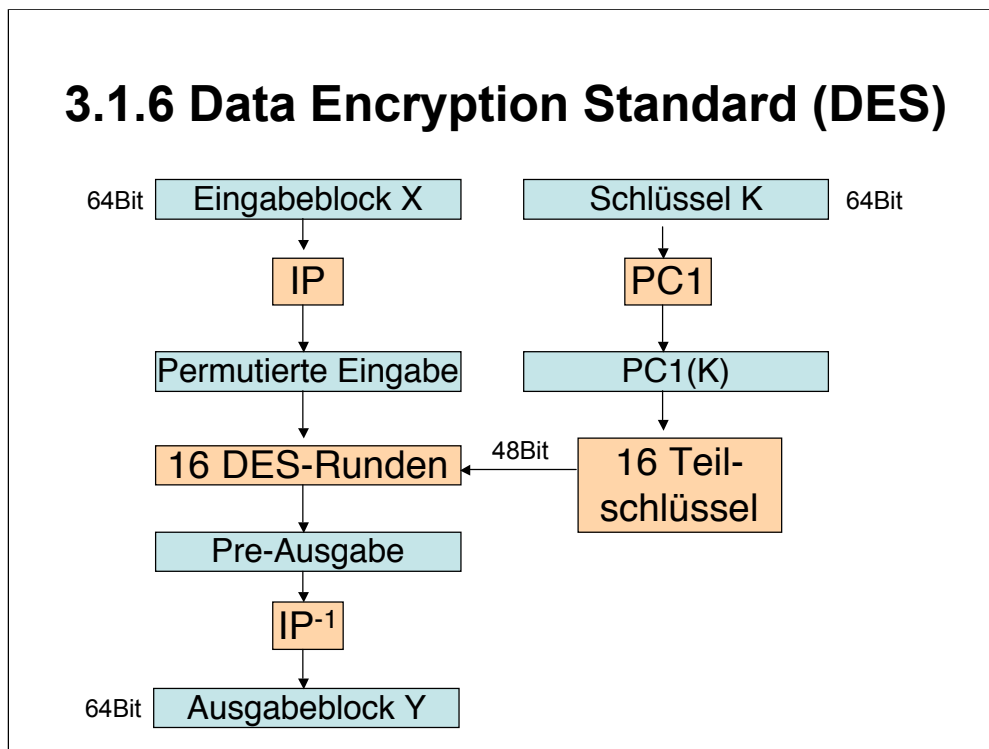 3.1.6 Data Encryption Standard (DES)
64Bit
Eingabeblock X
Schlüssel K
64Bit
IP
PC1
Permutierte Eingabe
PC1(K)
16 DES-Runden
48Bit
16 Teil-
schlüssel
Pre-Ausgabe
IP-1
64Bit
Ausgabeblock Y